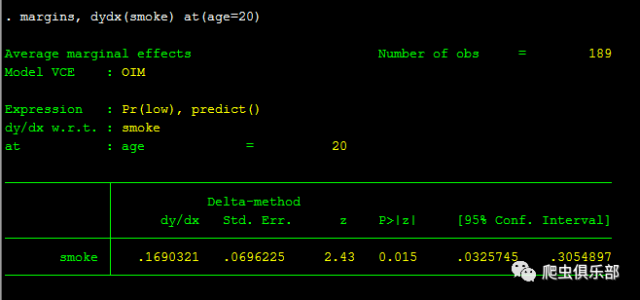 . margins, dydx(smoke) at(age=20)
Average marginal effects Number of obs = 189
Model VCE : OIM
Expression : Pr(low), predict()
dy/dx w.r.t. : smoke
at : age = 20
Delta-method
dy/dx Std. Err. z P>|z| [95% Conf. Interval]
smoke .1690321 .0696225 2.43 0.015 .0325745 .3054897
爬虫俱乐部